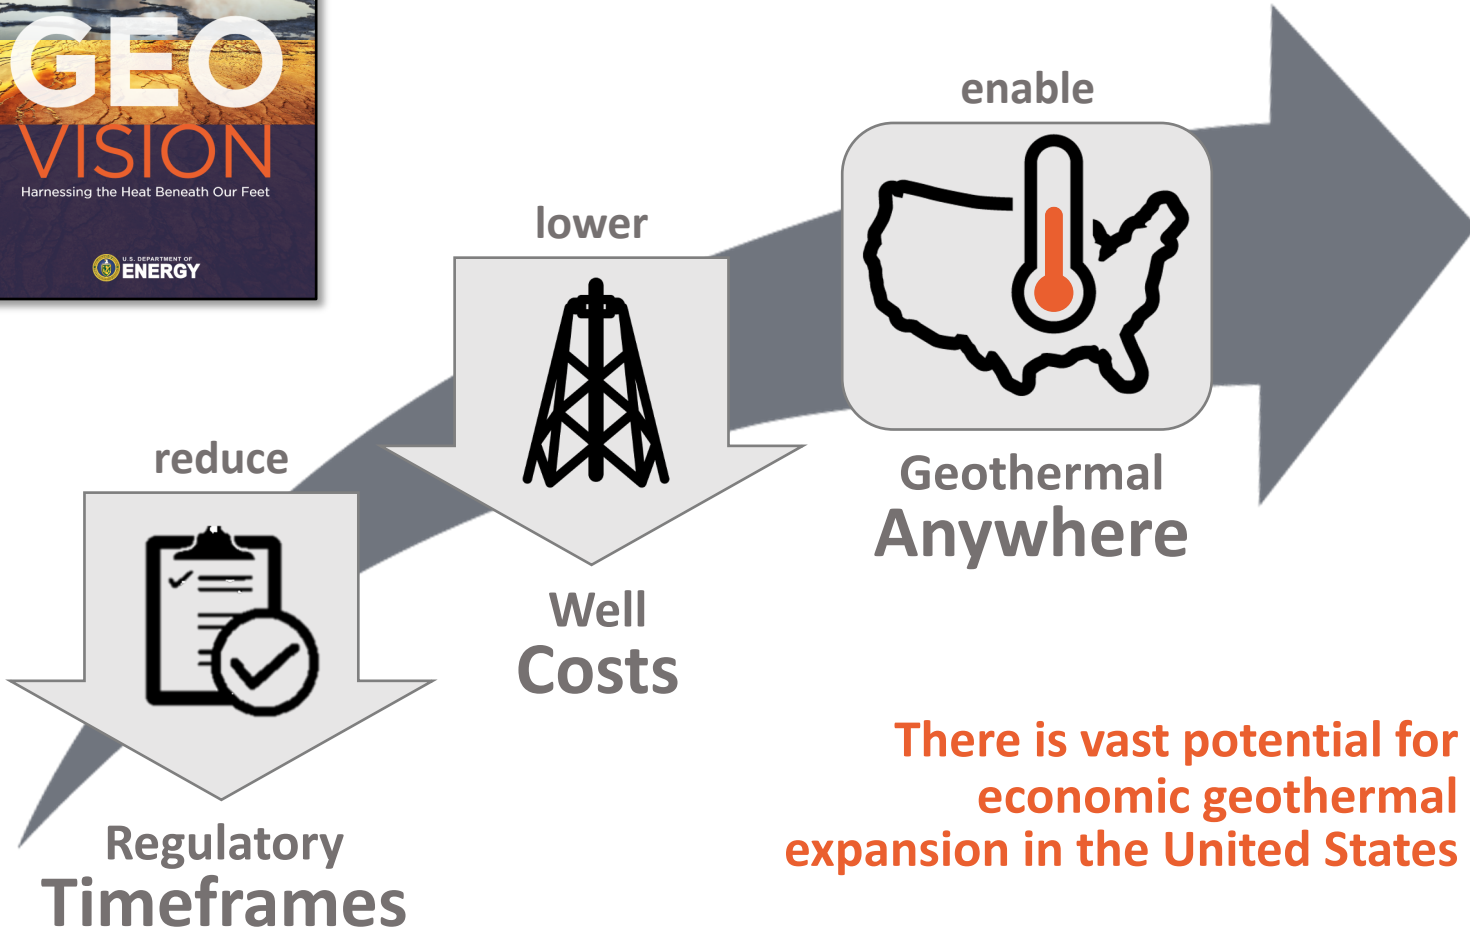 GEO
VISION
Harnessing the Heat Beneath Our Feet
U.S. DEPARTMENT OF
ENERGY
reduce
Regulatory
Timeframes
lower
Well
Costs
enable
Geothermal
Anywhere
There is vast potential for
economic geothermal
expansion in the United States